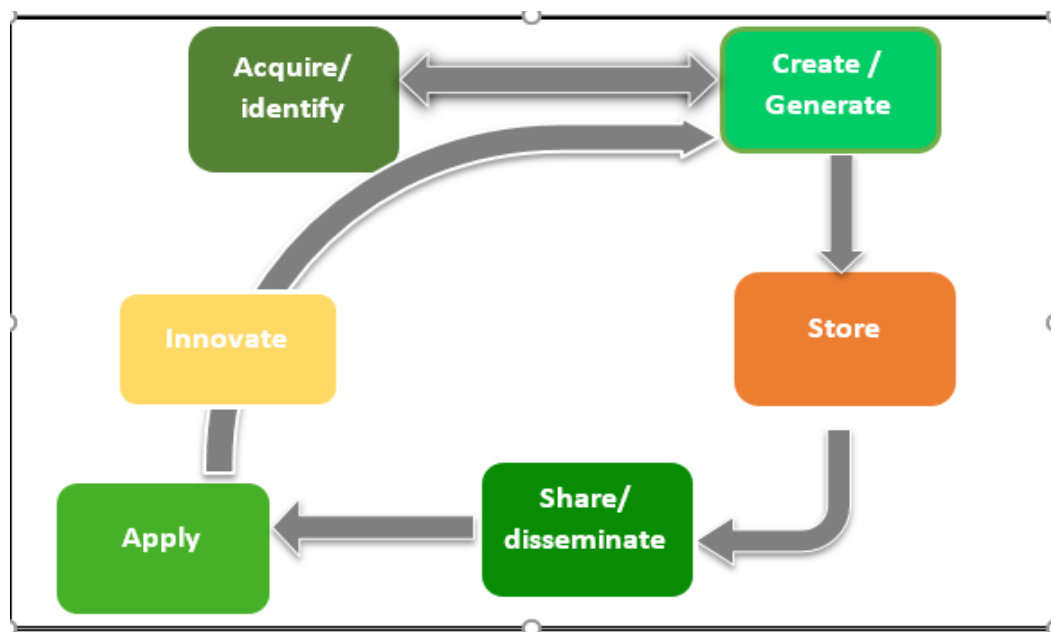 Acquire/
identify
Create /
Generate
Innovate
Store
Share/
disseminate
Apply